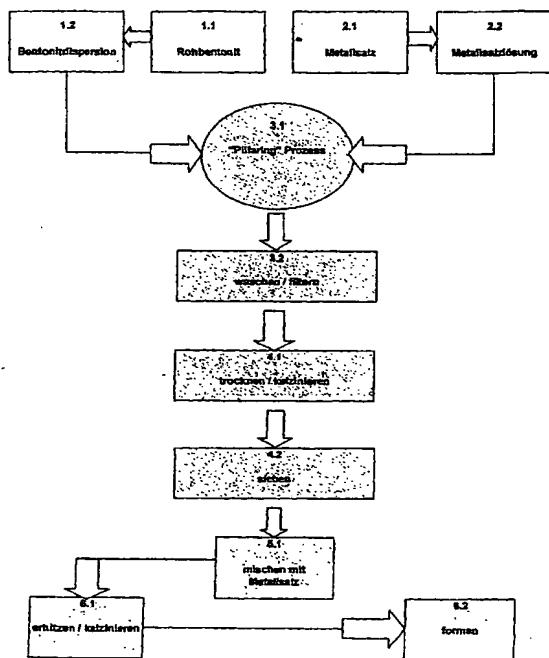 1.2
Bentonitdispersion
1.1
Rohbentonit
2.1
Metallsalz
2.2
Metallsalzlösung
3.1
"Pillaring" Prozess
3.2
waschen / filtern
4.1
trocknen / kalzinieren
4.2
sieben
5.1
mischen mit
Metallsalz
6.1
erhitzen / kalzinieren
6.2
formen